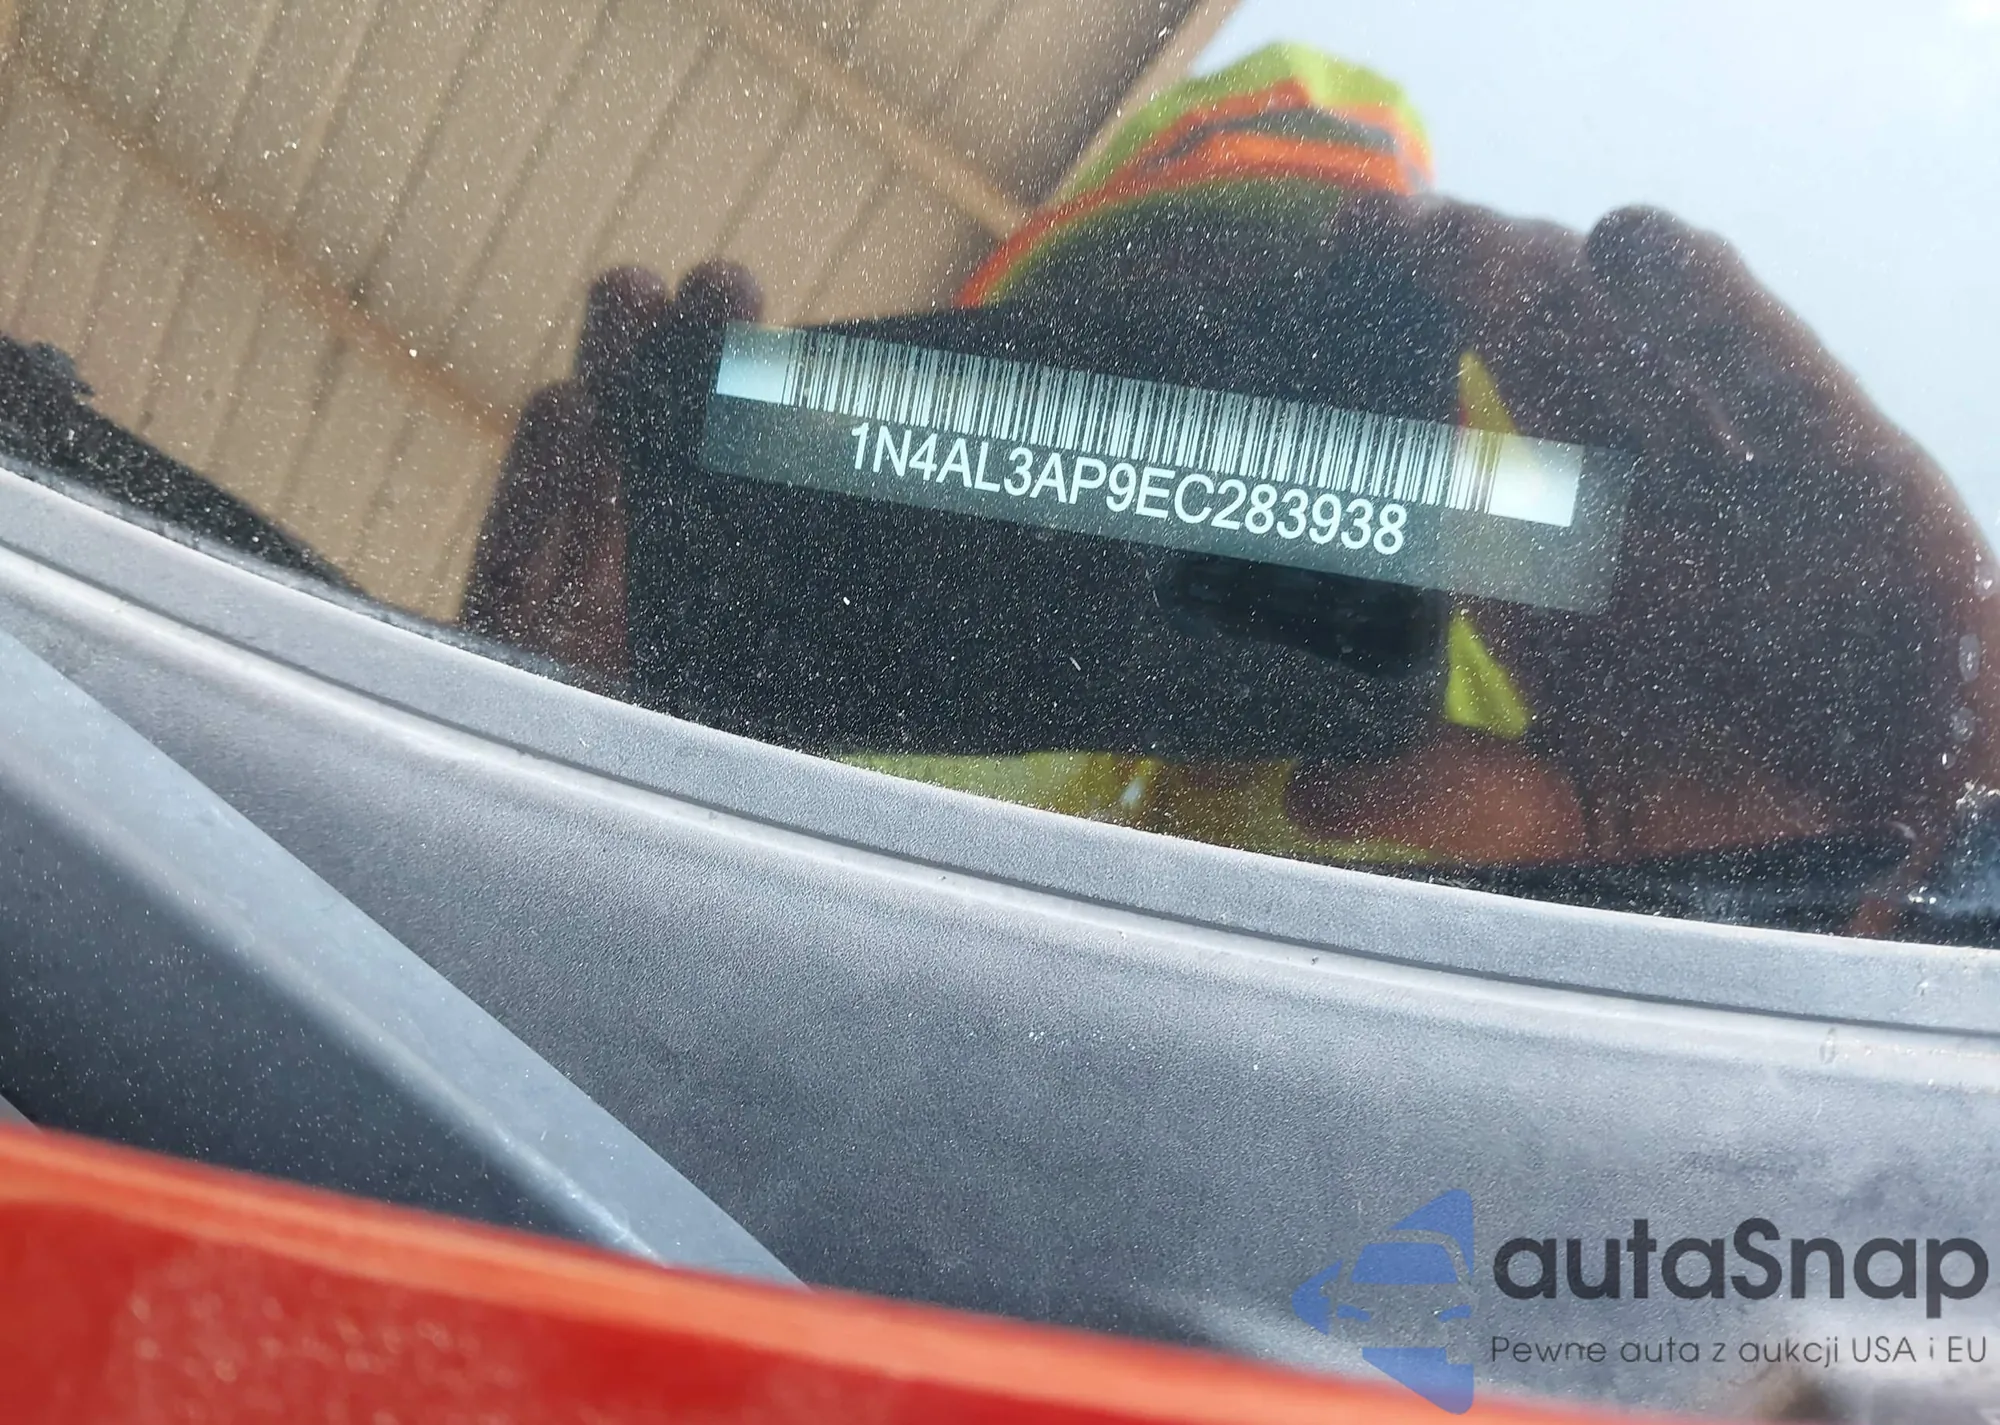 1N4AL3AP9EC283938
autaSnap
Pewne auta z aukcji USA i EU